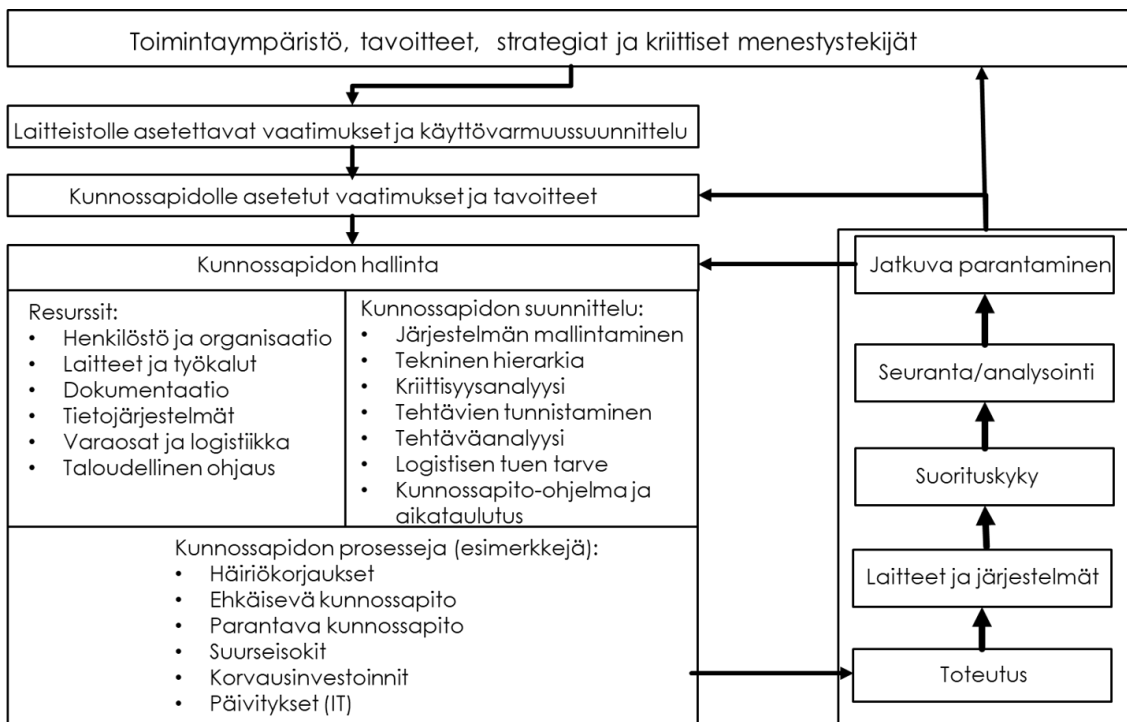 Toimintaympäristö, tavoitteet, strategiat ja kriittiset menestystekijät
Laitteistolle asetettavat vaatimukset ja käyttövarmuussuunnittelu
Kunnossapidolle asetetut vaatimukset ja tavoitteet
Kunnossapidon hallinta
Resurssit:
• Henkilöstö ja organisaatio
• Laitteet ja työkalut
• Dokumentaatio
• Tietojärjestelmät
• Varaosat ja logistiikka
• Taloudellinen ohjaus
Kunnossapidon suunnittelu:
• Järjestelmän mallintaminen
• Tekninen hierarkia
• Kriittisyysanalyysi
• Tehtävien tunnistaminen
• Tehtäväanalyysi
• Logistisen tuen tarve
• Kunnossapito-ohjelma ja
aikataulutus
Kunnossapidon prosesseja (esimerkkejä):
• Häiriökorjaukset
• Ehkäisevä kunnossapito
• Parantava kunnossapito
• Suurseisokit
• Korvausinvestoinnit
• Päivitykset (IT)
Jatkuva parantaminen
Seuranta/analysointi
Suorituskyky
Laitteet ja järjestelmät
Toteutus